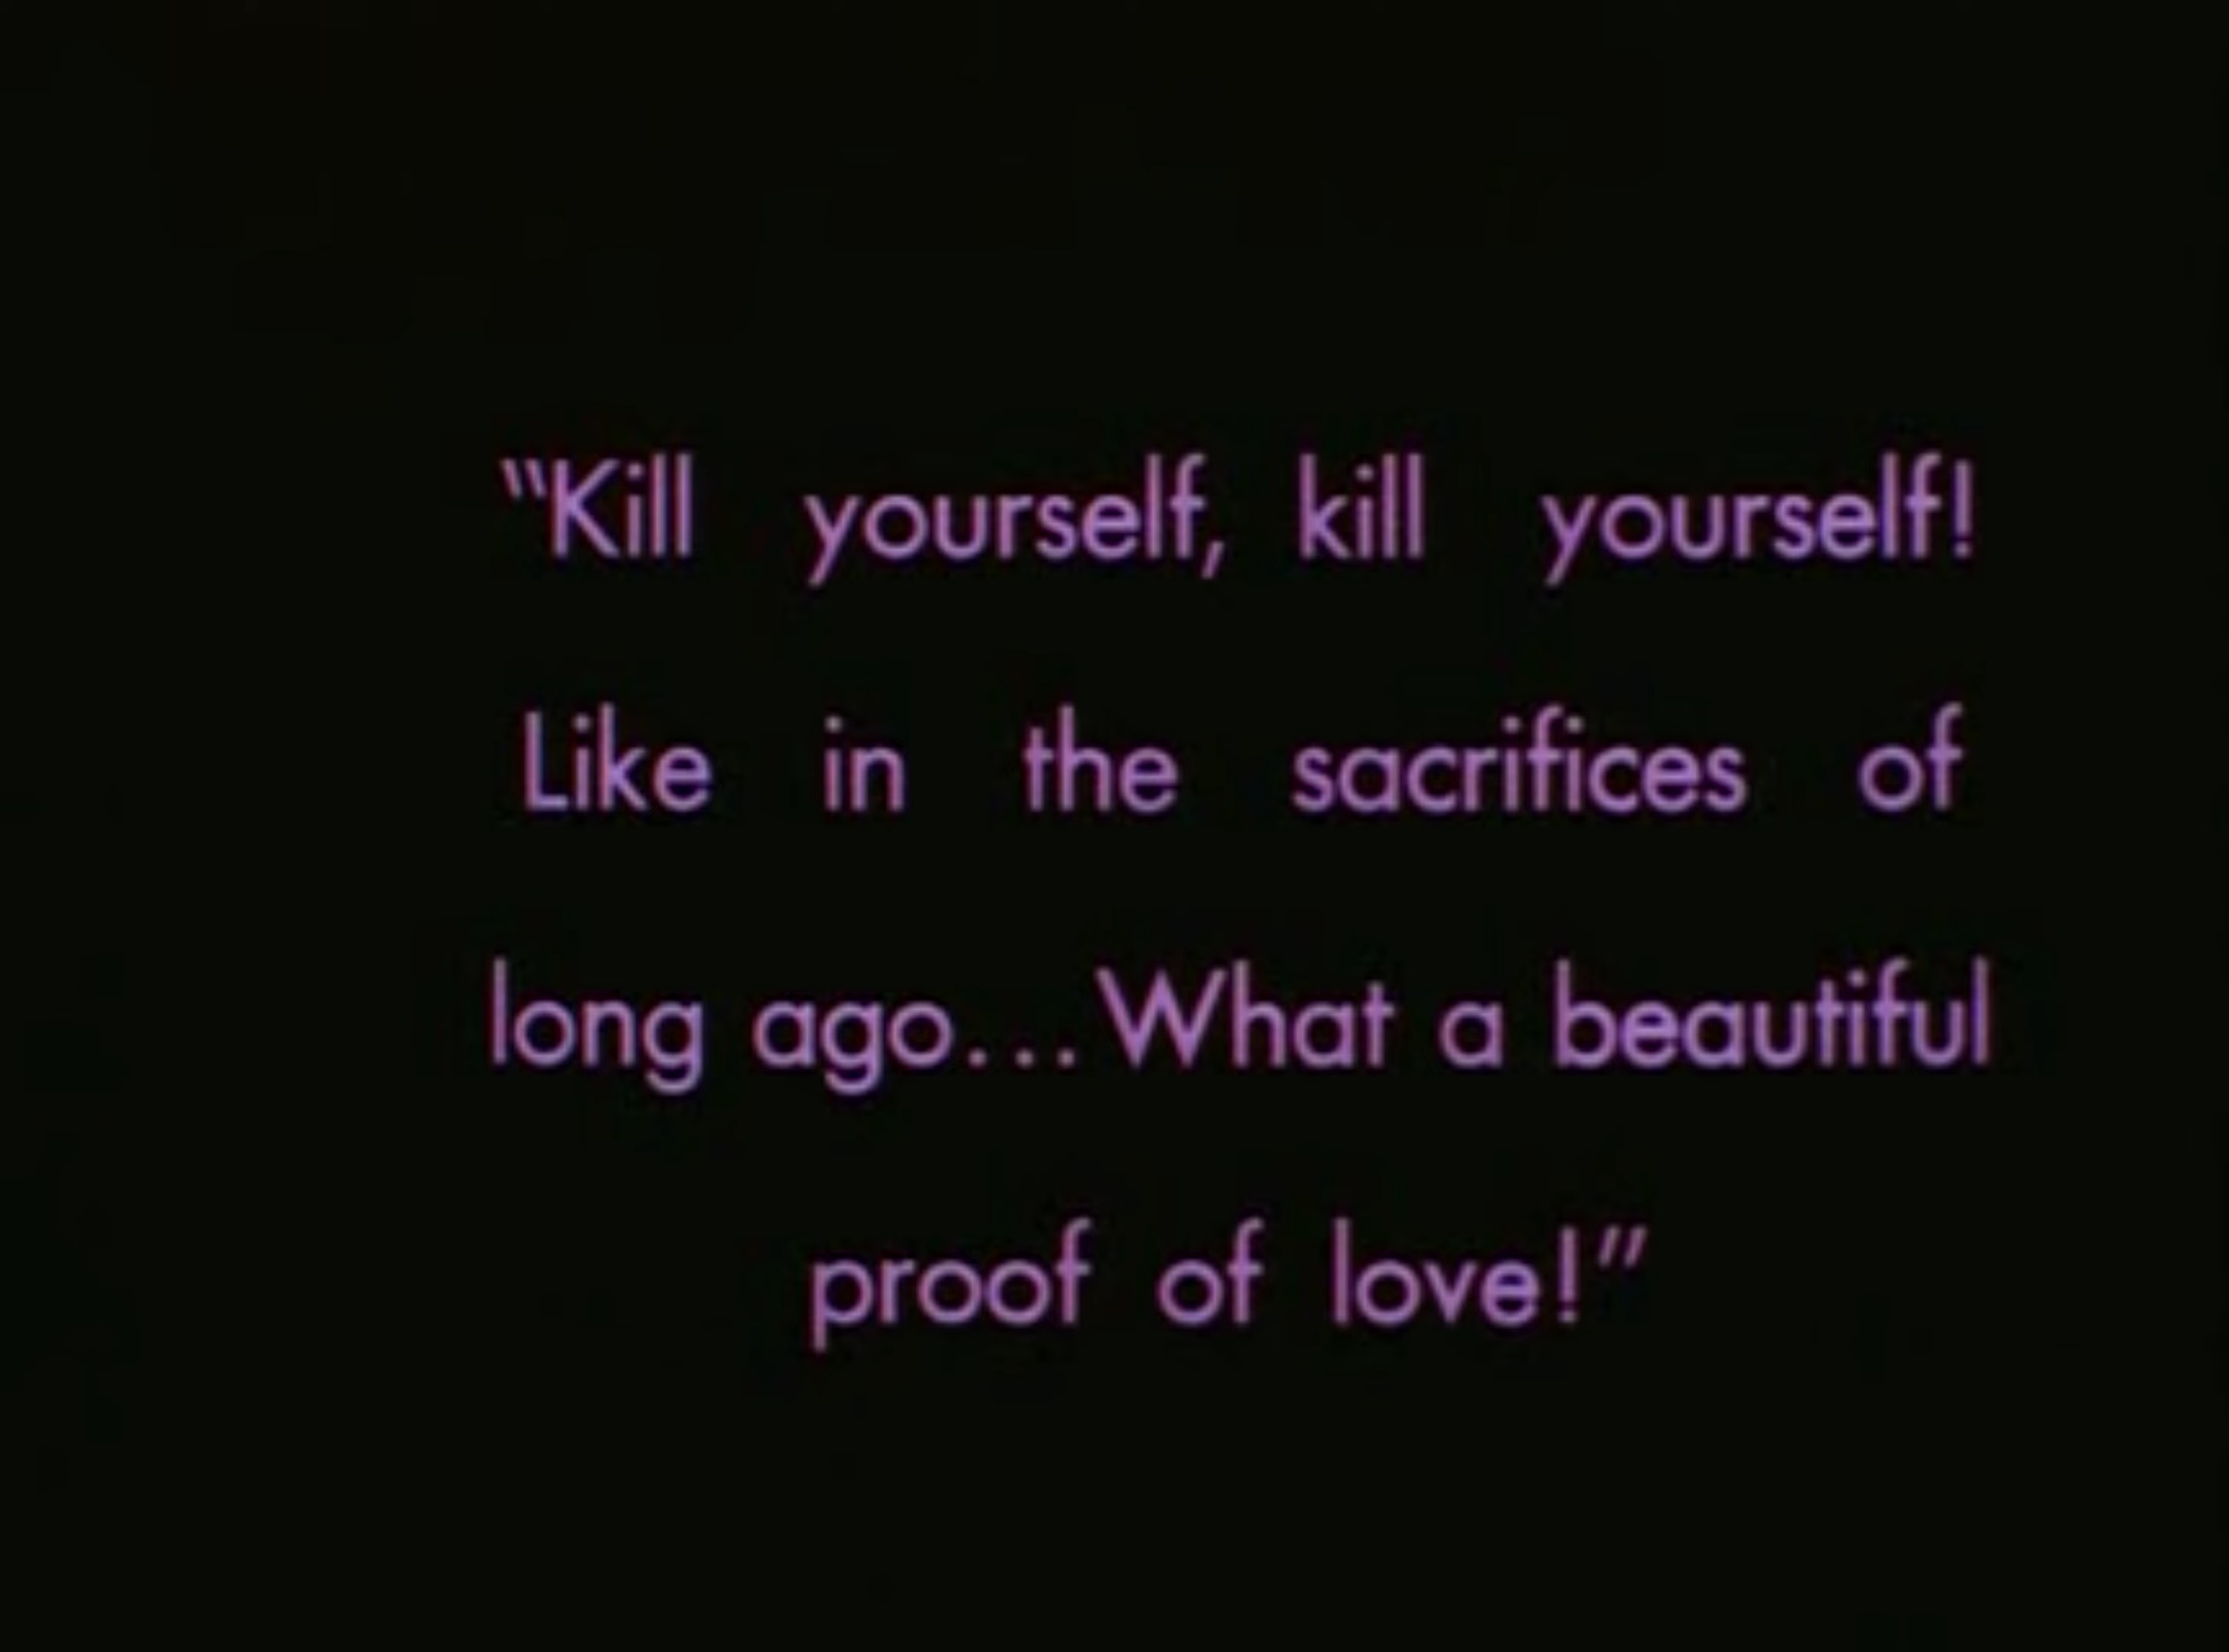 “Kill yourself, kill yourself!
Like in the sacrifices of
long ago...What a beautiful
proof of love!”